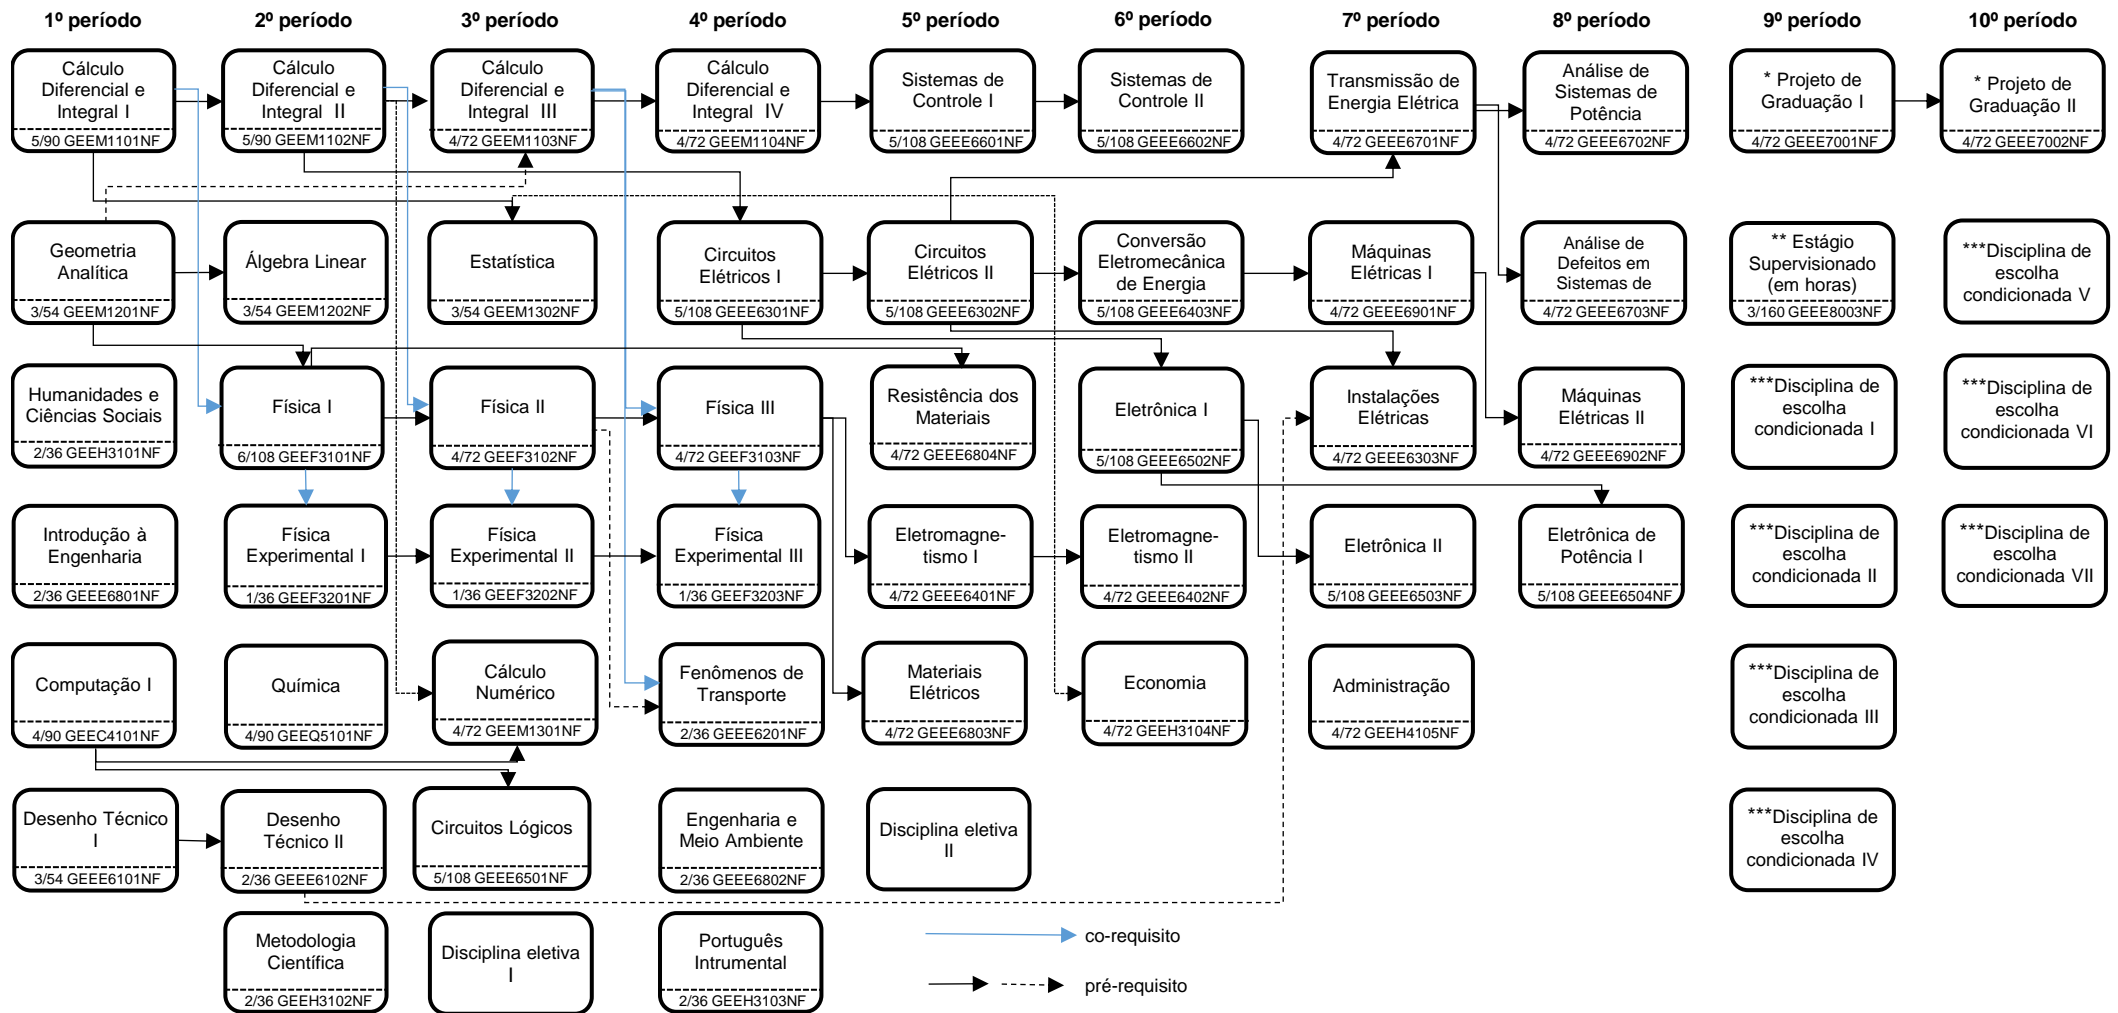 1º período
2º período
3º período
4º período
5º período
6º período
7º período
8º período
9º período
10º período
Cálculo
Diferencial e
Integral I
5/90 GEEM1101NF
Cálculo
Diferencial e
Integral II
5/90 GEEM1102NF
Cálculo
Diferencial e
Integral III
4/72 GEEM1103NF
Cálculo
Diferencial e
Integral IV
4/72 GEEM1104NF
Sistemas de
Controle I
5/108 GEEE6601NF
Sistemas de
Controle II
5/108 GEEE6602NF
Transmissão de
Energia Elétrica
4/72 GEEE6701NF
Análise de
Sistemas de
Potência
4/72 GEEE6702NF
* Projeto de
Graduação I
4/72 GEEE7001NF
* Projeto de
Graduação II
4/72 GEEE7002NF
Geometria
Analítica
3/54 GEEM1201NF
Álgebra Linear
3/54 GEEM1202NF
Estatística
3/54 GEEM1302NF
Circuitos
Elétricos I
5/108 GEEE6301NF
Circuitos
Elétricos II
5/108 GEEE6302NF
Conversão
Eletromecânica
de Energia
5/108 GEEE6403NF
Máquinas
Elétricas I
4/72 GEEE6901NF
Análise de
Defeitos em
Sistemas de
4/72 GEEE6703NF
** Estágio
Supervisionado
(em horas)
3/160 GEEE8003NF
***Disciplina de
escolha
condicionada V
Humanidades e
Ciências Sociais
2/36 GEEH3101NF
Física I
6/108 GEEF3101NF
Física II
4/72 GEEF3102NF
Física III
4/72 GEEF3103NF
Resistência dos
Materiais
4/72 GEEE6804NF
Eletrônica I
5/108 GEEE6502NF
Instalações
Elétricas
4/72 GEEE6303NF
Máquinas
Elétricas II
4/72 GEEE6902NF
***Disciplina de
escolha
condicionada I
***Disciplina de
escolha
condicionada VI
Introdução à
Engenharia
2/36 GEEE6801NF
Física
Experimental I
1/36 GEEF3201NF
Física
Experimental II
1/36 GEEF3202NF
Física
Experimental III
1/36 GEEF3203NF
Eletromagne-
tismo I
4/72 GEEE6401NF
Eletromagne-
tismo II
4/72 GEEE6402NF
Eletrônica II
5/108 GEEE6503NF
Eletrônica de
Potência I
5/108 GEEE6504NF
***Disciplina de
escolha
condicionada II
***Disciplina de
escolha
condicionada VII
Computação I
4/90 GEEC4101NF
Química
4/90 GEEQ5101NF
Cálculo
Numérico
4/72 GEEM1301NF
Fenômenos de
Transporte
2/36 GEEE6201NF
Materiais
Elétricos
4/72 GEEE6803NF
Economia
4/72 GEEH3104NF
Administração
4/72 GEEH4105NF
***Disciplina de
escolha
condicionada III
Desenho Técnico
I
3/54 GEEE6101NF
Desenho
Técnico II
2/36 GEEE6102NF
Circuitos Lógicos
5/108 GEEE6501NF
Engenharia e
Meio Ambiente
2/36 GEEE6802NF
Disciplina eletiva
II
***Disciplina de
escolha
condicionada IV
Metodologia
Científica
2/36 GEEH3102NF
Disciplina eletiva
I
Português
Intrumental
2/36 GEEH3103NF
co-requisito
pré-requisito